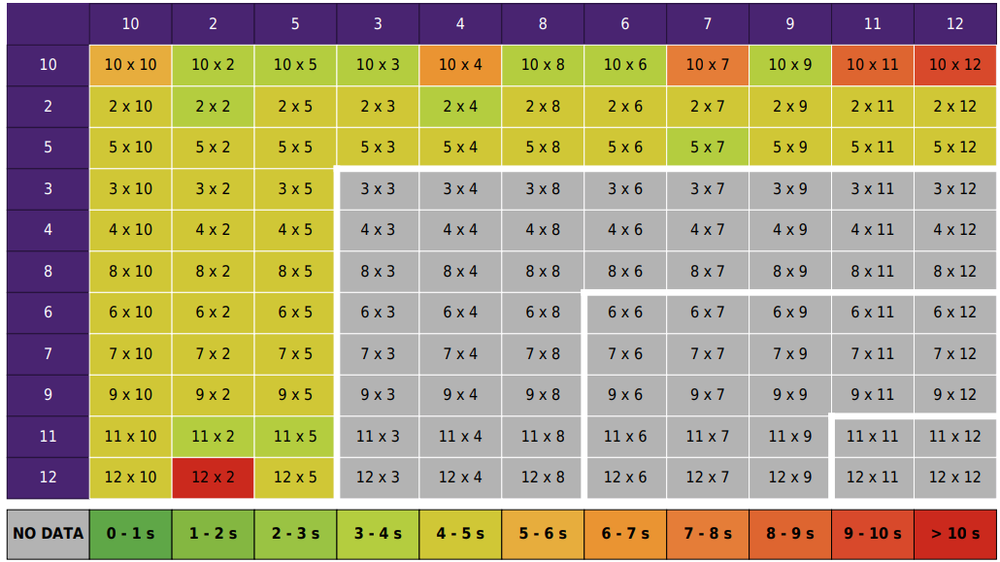 10 2 5 3 4 8 6 7 9 11 12
10 10 x 10 10 x 2 10 x 5 10 x 3 10 x 4 10 x 8 10 x 6 10 x 7 10 x 9 10 x 11 10 x 12
2 2 x 10 2 x 2 2 x 5 2 x 3 2 x 4 2 x 8 2 x 6 2 x 7 2 x 9 2 x 11 2 x 12
5 5 x 10 5 x 2 5 x 5 5 x 3 5 x 4 5 x 8 5 x 6 5 x 7 5 x 9 5 x 11 5 x 12
3 3 x 10 3 x 2 3 x 5 3 x 3 3 x 4 3 x 8 3 x 6 3 x 7 3 x 9 3 x 11 3 x 12
4 4 x 10 4 x 2 4 x 5 4 x 3 4 x 4 4 x 8 4 x 6 4 x 7 4 x 9 4 x 11 4 x 12
8 8 x 10 8 x 2 8 x 5 8 x 3 8 x 4 8 x 8 8 x 6 8 x 7 8 x 9 8 x 11 8 x 12
6 6 x 10 6 x 2 6 x 5 6 x 3 6 x 4 6 x 8 6 x 6 6 x 7 6 x 9 6 x 11 6 x 12
7 7 x 10 7 x 2 7 x 5 7 x 3 7 x 4 7 x 8 7 x 6 7 x 7 7 x 9 7 x 11 7 x 12
9 9 x 10 9 x 2 9 x 5 9 x 3 9 x 4 9 x 8 9 x 6 9 x 7 9 x 9 9 x 11 9 x 12
11 11 x 10 11 x 2 11 x 5 11 x 3 11 x 4 11 x 8 11 x 6 11 x 7 11 x 9 11 x 11 11 x 12
12 12 x 10 12 x 2 12 x 5 12 x 3 12 x 4 12 x 8 12 x 6 12 x 7 12 x 9 12 x 11 12 x 12
NO DATA 0 - 1 s 1 - 2 s 2 - 3 s 3 - 4 s 4 - 5 s 5 - 6 s 6 - 7 s 7 - 8 s 8 - 9 s 9 - 10 s > 10 s